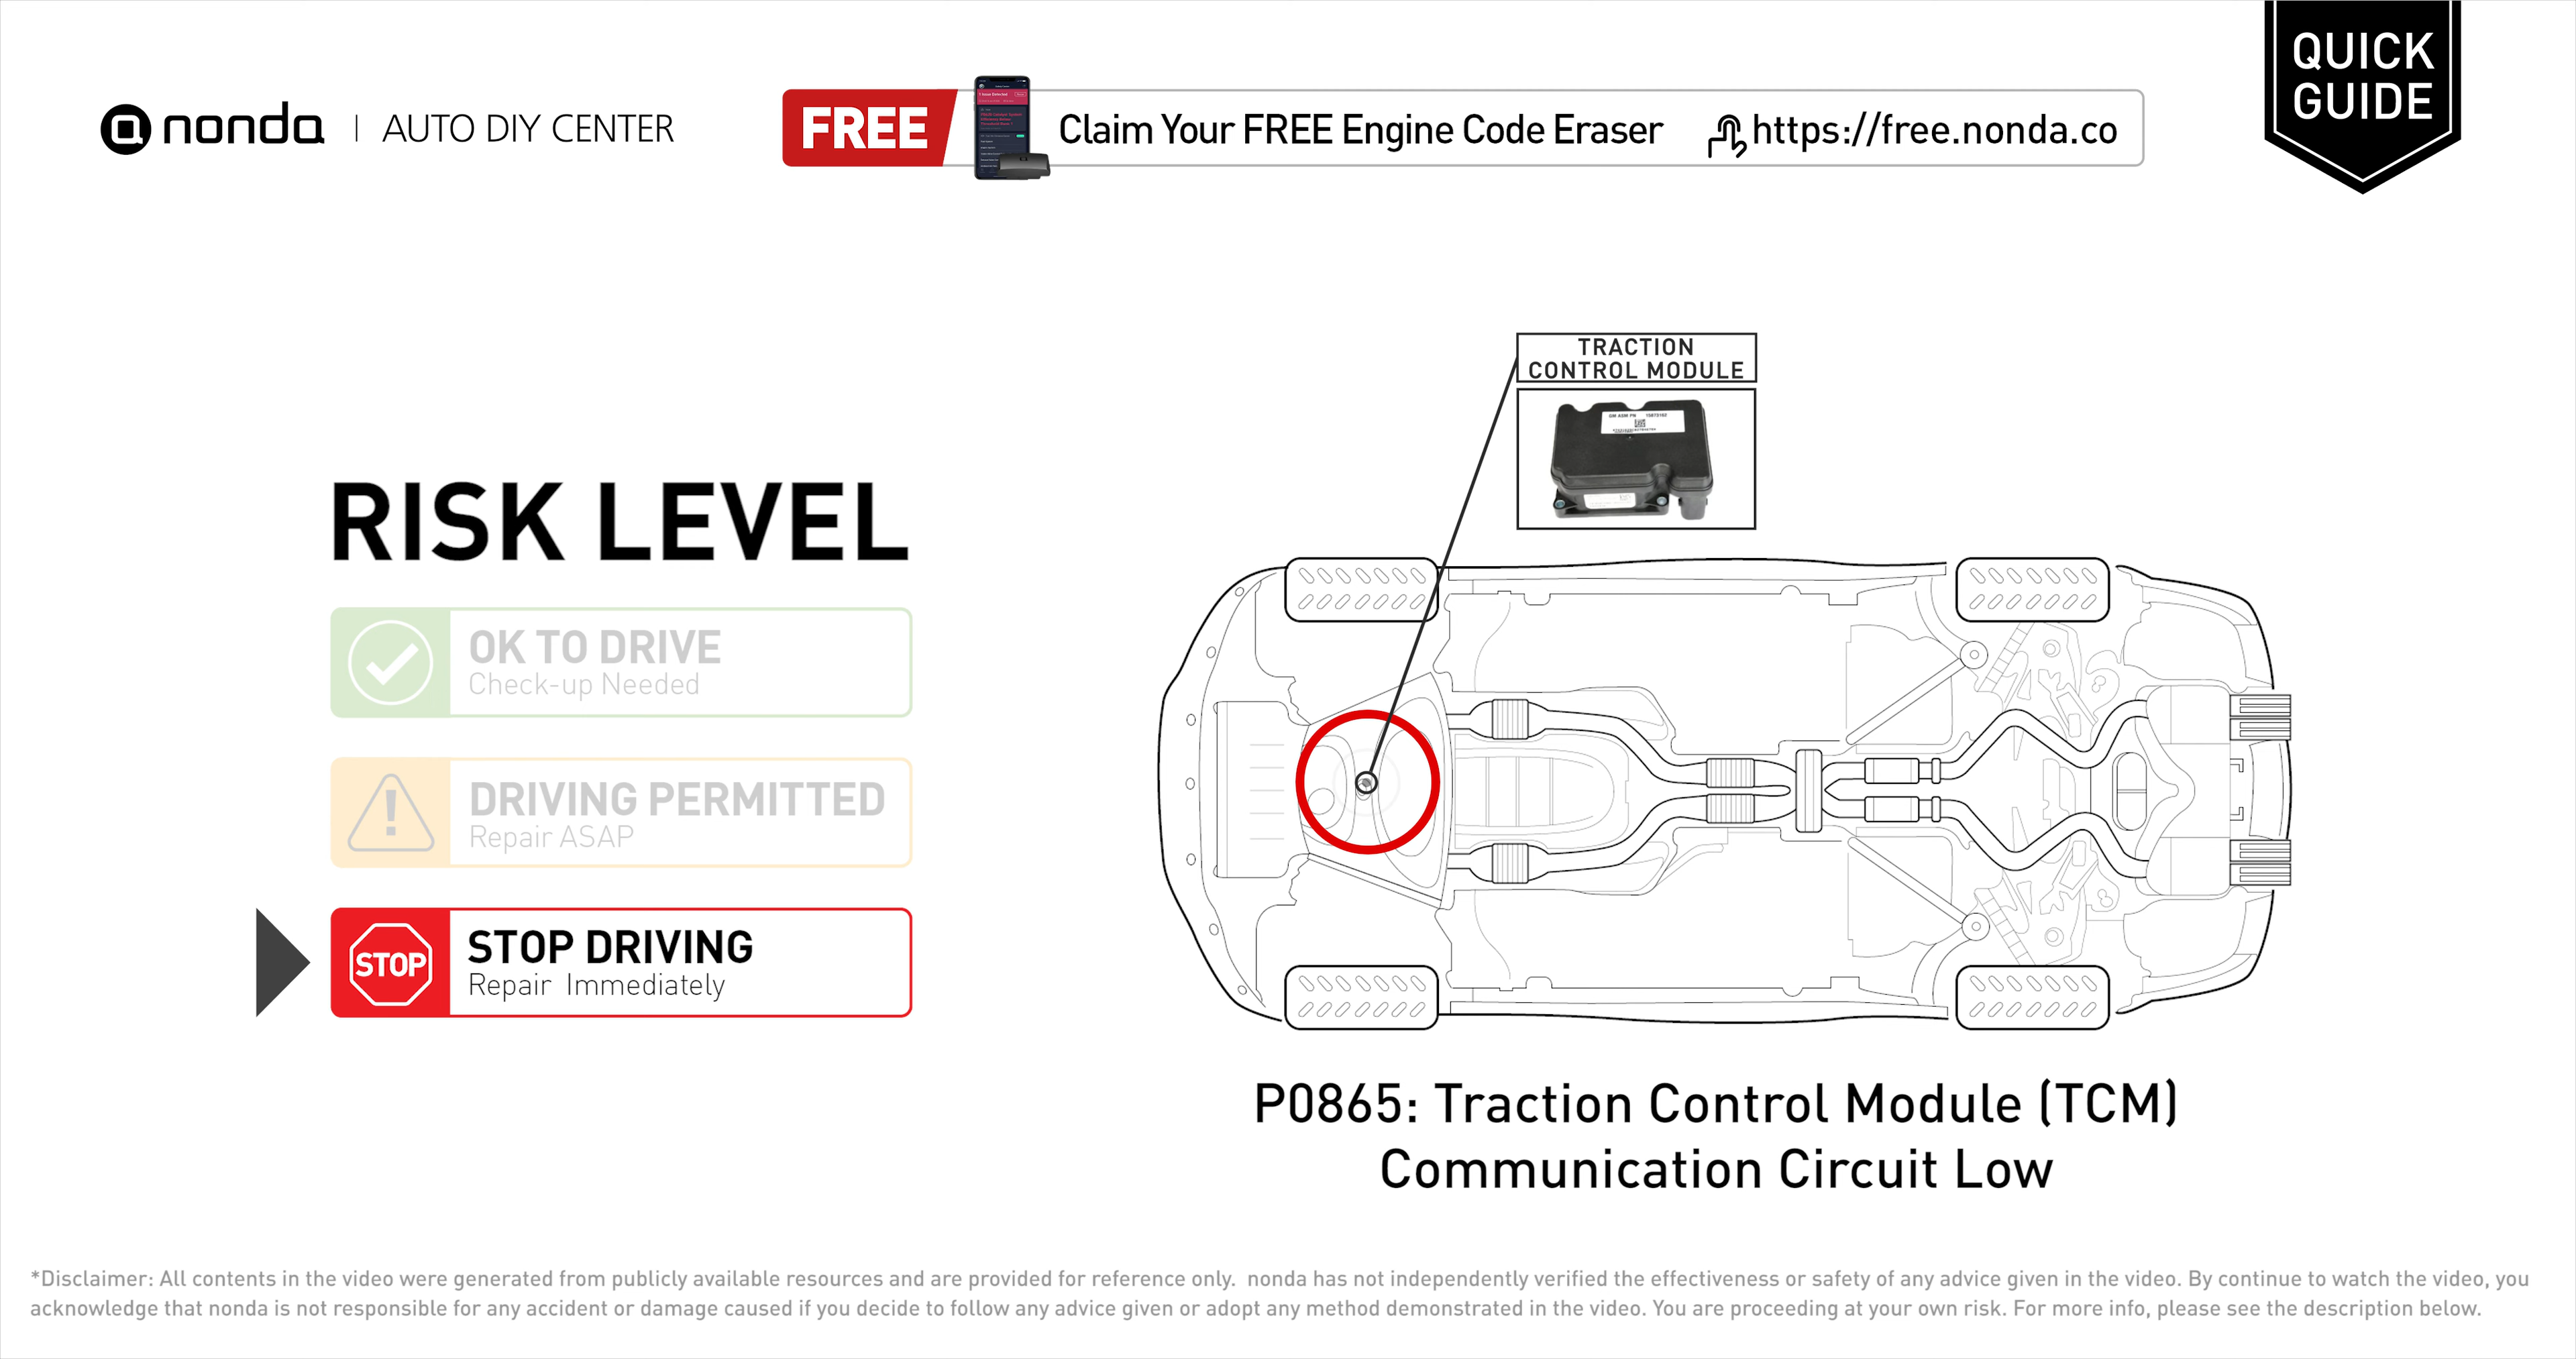 nonda | AUTO DIY CENTER
FREE
Claim Your FREE Engine Code Eraser
https://free.nonda.co
QUICK
GUIDE
TRACTION
CONTROL MODULE
RISK LEVEL
OK TO DRIVE
Check-up Needed
DRIVING PERMITTED
Repair ASAP
STOP
STOP DRIVING
Repair Immediately
P0865: Traction Control Module (TCM)
Communication Circuit Low
*Disclaimer: All contents in the video were generated from publicly available resources and are provided for reference only. nonda has not independently verified the effectiveness or safety of any advice given in the video. By continue to watch the video, you
acknowledge that nonda is not responsible for any accident or damage caused if you decide to follow any advice given or adopt any method demonstrated in the video. You are proceeding at your own risk. For more info, please see the description below.